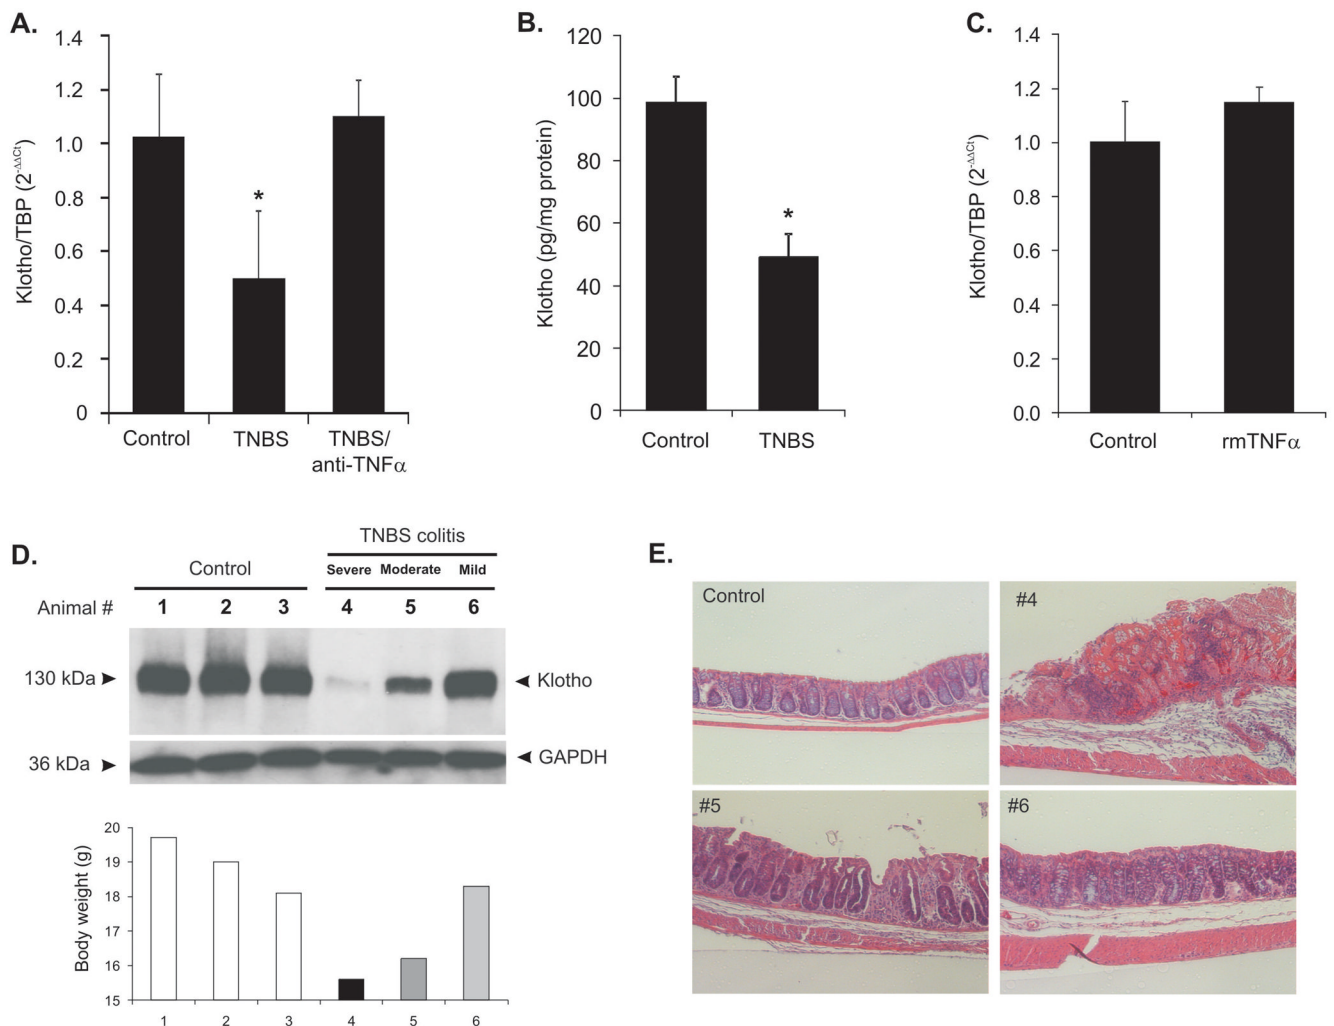 A.
Klotho/TBP (2-ΔΔCt)
1.4
1.2
1.0
0.8
0.6
0.4
0.2
0
*
Control
TNBS
TNBS/
anti-TNFα
B.
Klotho (pg/mg protein)
120
100
80
60
40
20
0
*
Control
TNBS
C.
Klotho/TBP (2-ΔΔCt)
1.4
1.2
1.0
0.8
0.6
0.4
0.2
0.0
Control
rmTNFα
D.
TNBS colitis
Control
Severe Moderate Mild
Animal # 1 2 3 4 5 6
130 kDa
Klotho
36 kDa
GAPDH
Body weight (g)
20
19
18
17
16
15
1 2 3 4 5 6
E.
Control
#4
#5
#6